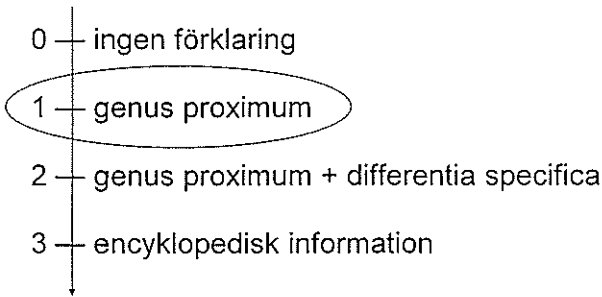 0 ingen förklaring
1 genus proximum
2 genus proximum + differentia specifica
3 encyklopedisk information